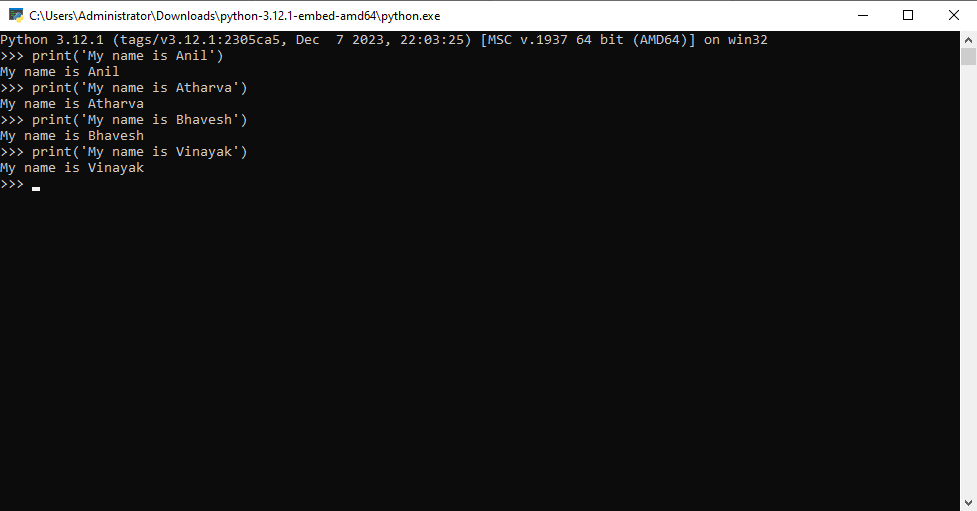 C:\Users\Administrator\Downloads\python-3.12.1-embed-amd64\python.exe
Python 3.12.1 (tags/v3.12.1:2305ca5, Dec  7 2023, 22:03:25) [MSC v.1937 64 bit (AMD64)] on win32
>>> print('My name is Anil')
My name is Anil
>>> print('My name is Atharva')
My name is Atharva
>>> print('My name is Bhavesh')
My name is Bhavesh
>>> print('My name is Vinayak')
My name is Vinayak
>>>